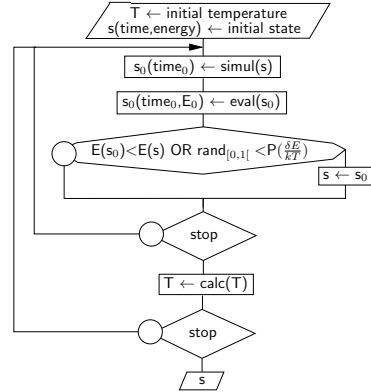 T ← initial temperature
s(time,energy) ← initial state
s₀(time₀) ← simul(s)
s₀(time₀,E₀) ← eval(s₀)
E(s₀)<E(s) OR rand[0,1[ <P(δE/kT)
s ← s₀
stop
T ← calc(T)
stop
s